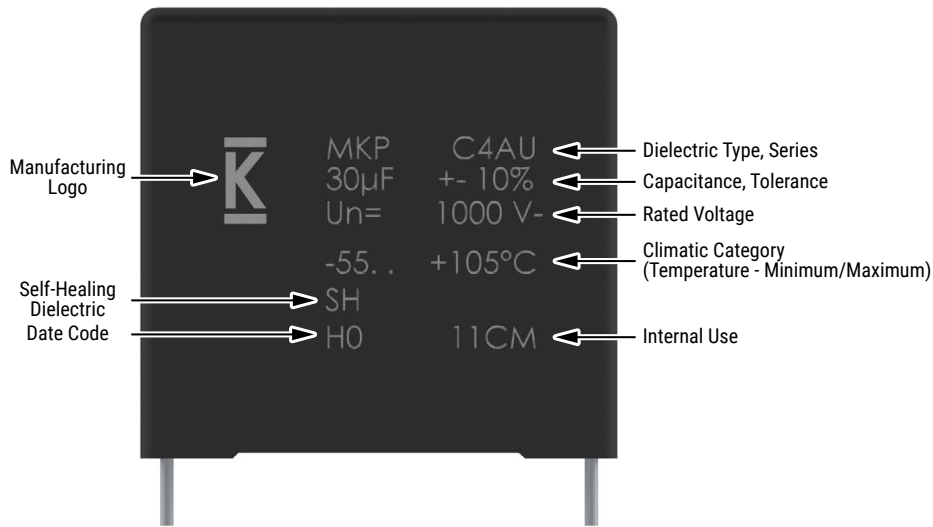 Manufacturing
Logo
K
MKP C4AU
30µF +- 10%
Un= 1000 V-
-55. . +105°C
SH
H0 11CM
Self-Healing
Dielectric
Date Code
Dielectric Type, Series
Capacitance, Tolerance
Rated Voltage
Climatic Category
(Temperature - Minimum/Maximum)
Internal Use